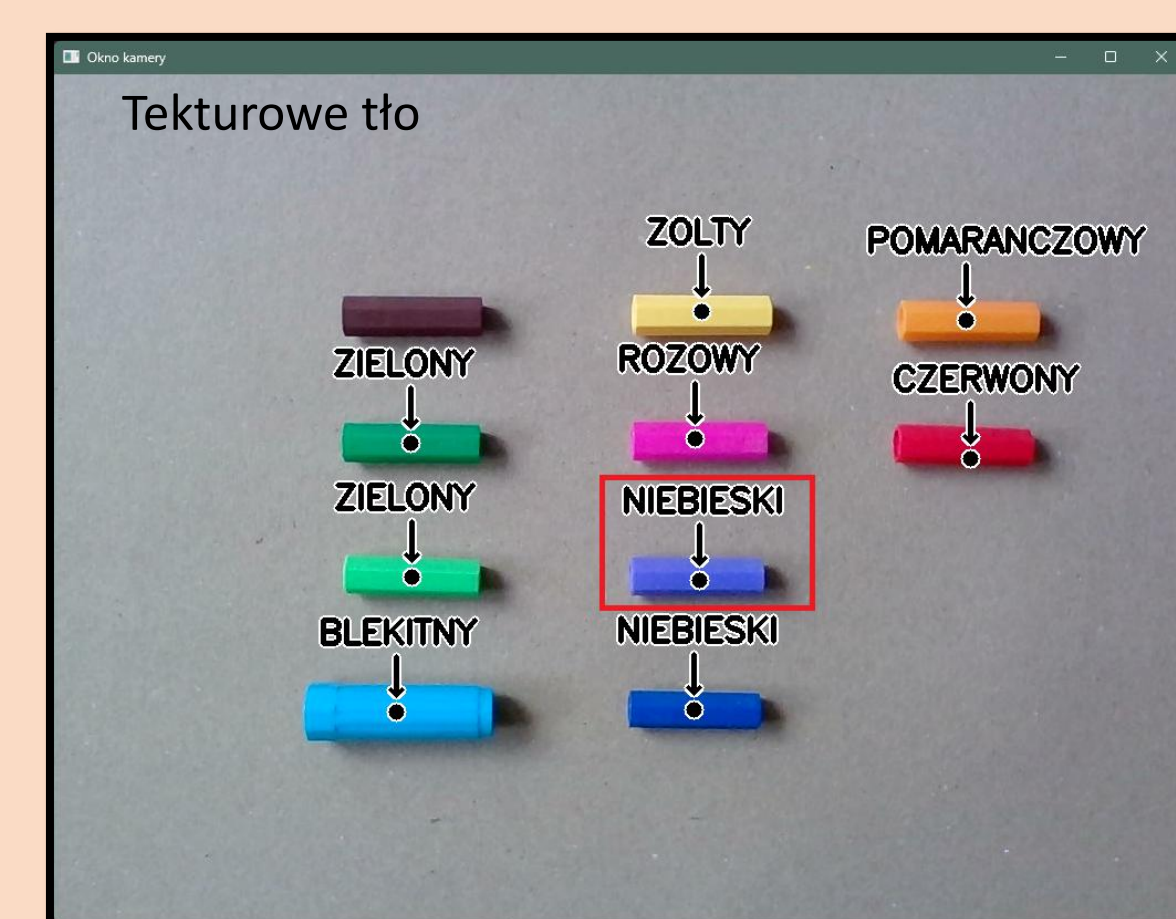 Okno kamery
Tekturowe tło
ZOLTY
POMARANCZOWY
ZIELONY
ROZOWY
CZERWONY
ZIELONY
NIEBIESKI
BLEKITNY
NIEBIESKI